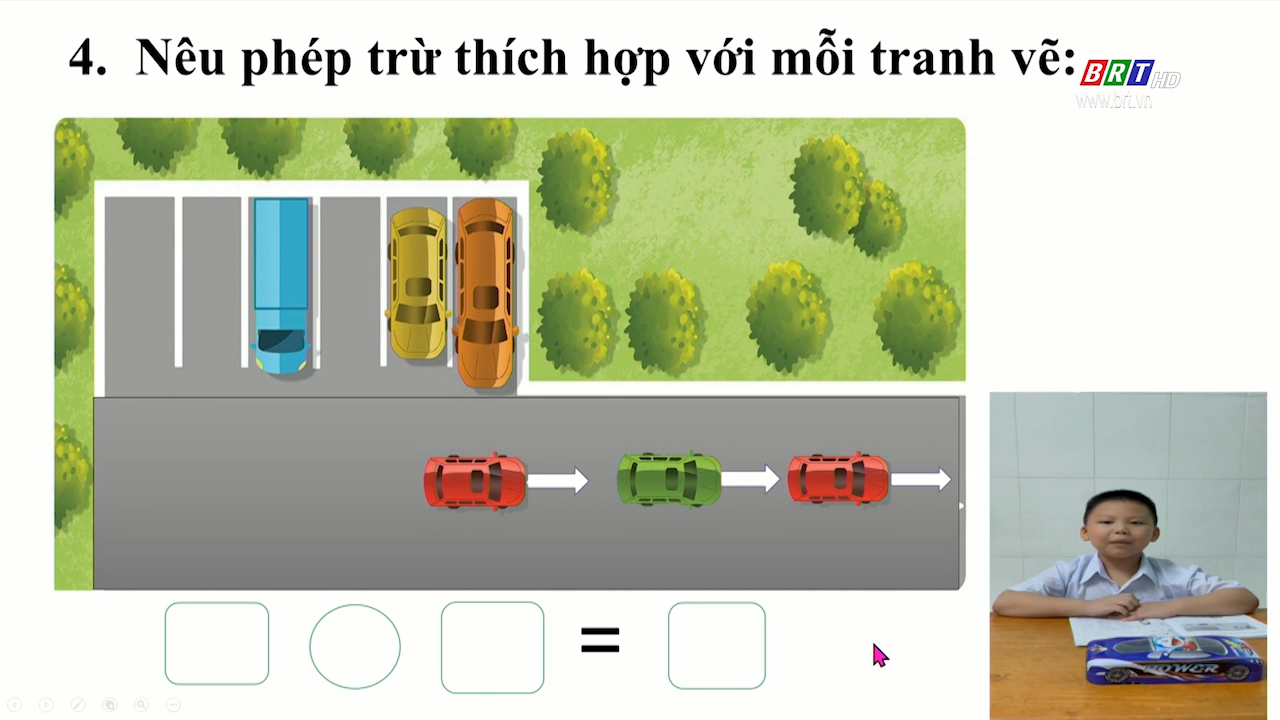 4. Nêu phép trừ thích hợp với mỗi tranh vẽ:
BRT HD
www.brt.vn
=
POWER